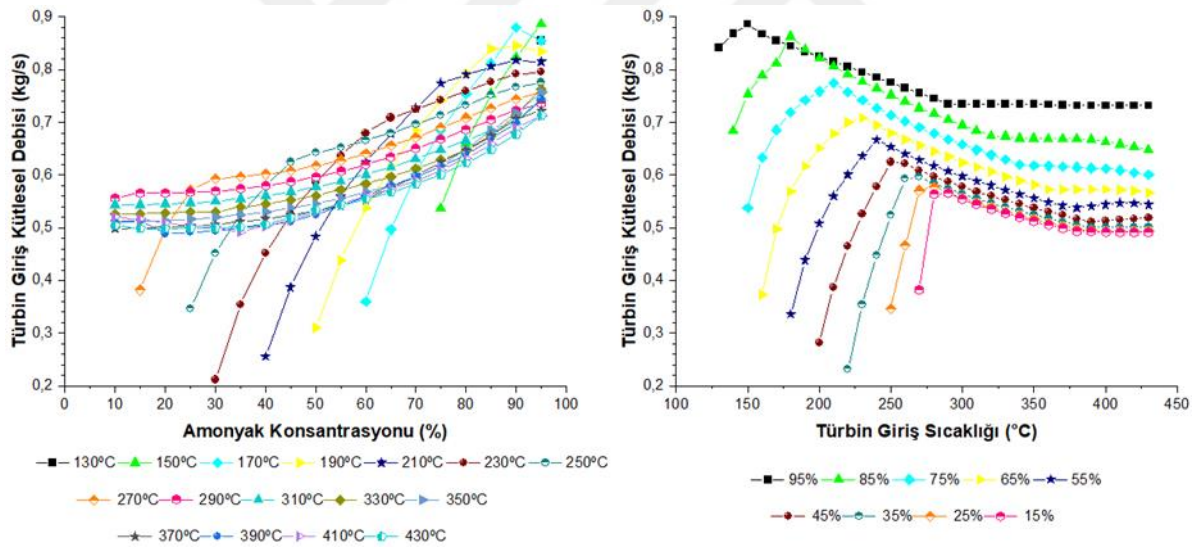 Türbin Giriş Kütlesel Debisi (kg/s)
0,9
0,8
0,7
0,6
0,5
0,4
0,3
0,2
0 10 20 30 40 50 60 70 80 90 100
Amonyak Konsantrasyonu (%)
130ºC 150ºC 170ºC 190ºC 210ºC 230ºC 250ºC
270ºC 290ºC 310ºC 330ºC 350ºC
370ºC 390ºC 410ºC 430ºC
Türbin Giriş Kütlesel Debisi (kg/s)
0,9
0,8
0,7
0,6
0,5
0,4
0,3
0,2
100 150 200 250 300 350 400 450
Türbin Giriş Sıcaklığı (°C)
95% 85% 75% 65% 55%
45% 35% 25% 15%